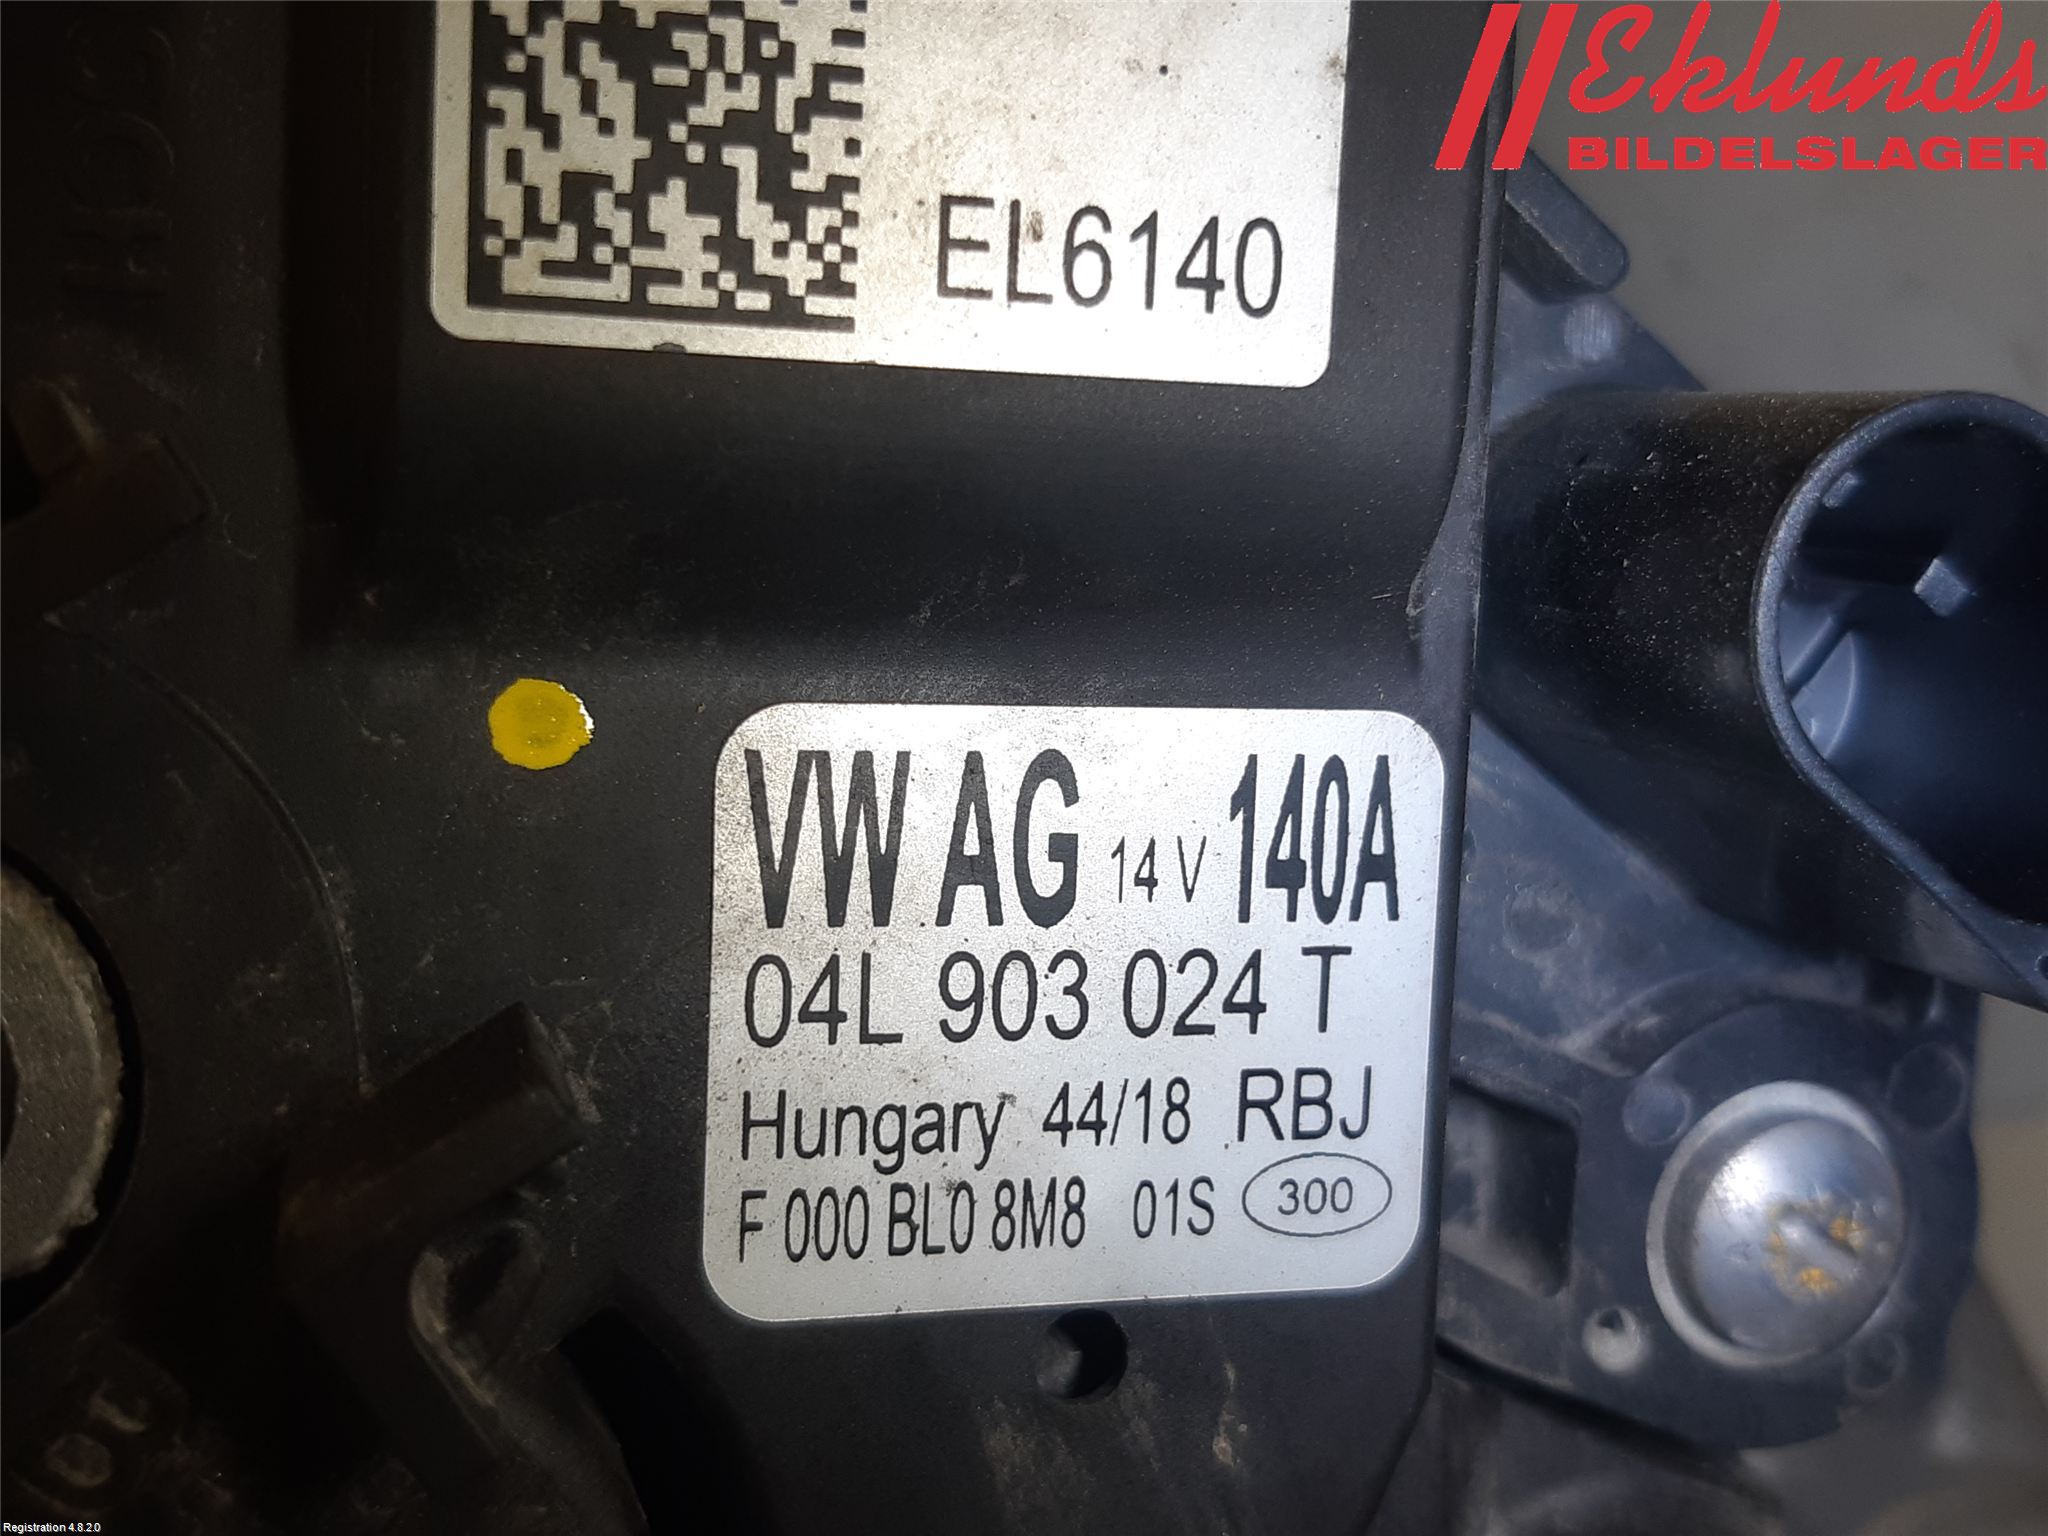 Eklunds
BILDELSLAGER
EL6140
VW AG 14 V 140A
04L 903 024 T
Hungary 44/18 RBJ
F 000 BL0 8M8 01S 300
Registration 4.8.2.0